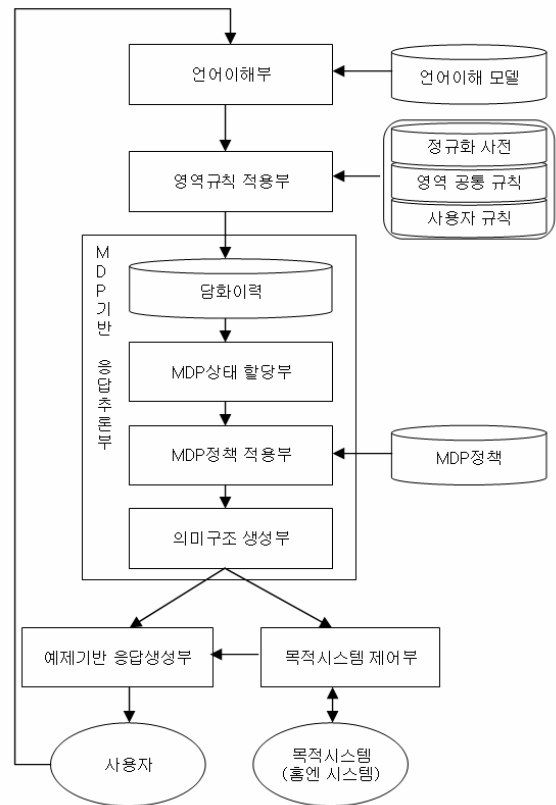 언어이해부
언어이해 모델
정규화 사전
영역규칙 적용부
영역 공통 규칙
사용자 규칙
MDP기반 응답추론부
담화이력
MDP상태 할당부
MDP정책 적용부
MDP정책
의미구조 생성부
예제기반 응답생성부
목적시스템 제어부
사용자
목적시스템
(홈엔 시스템)